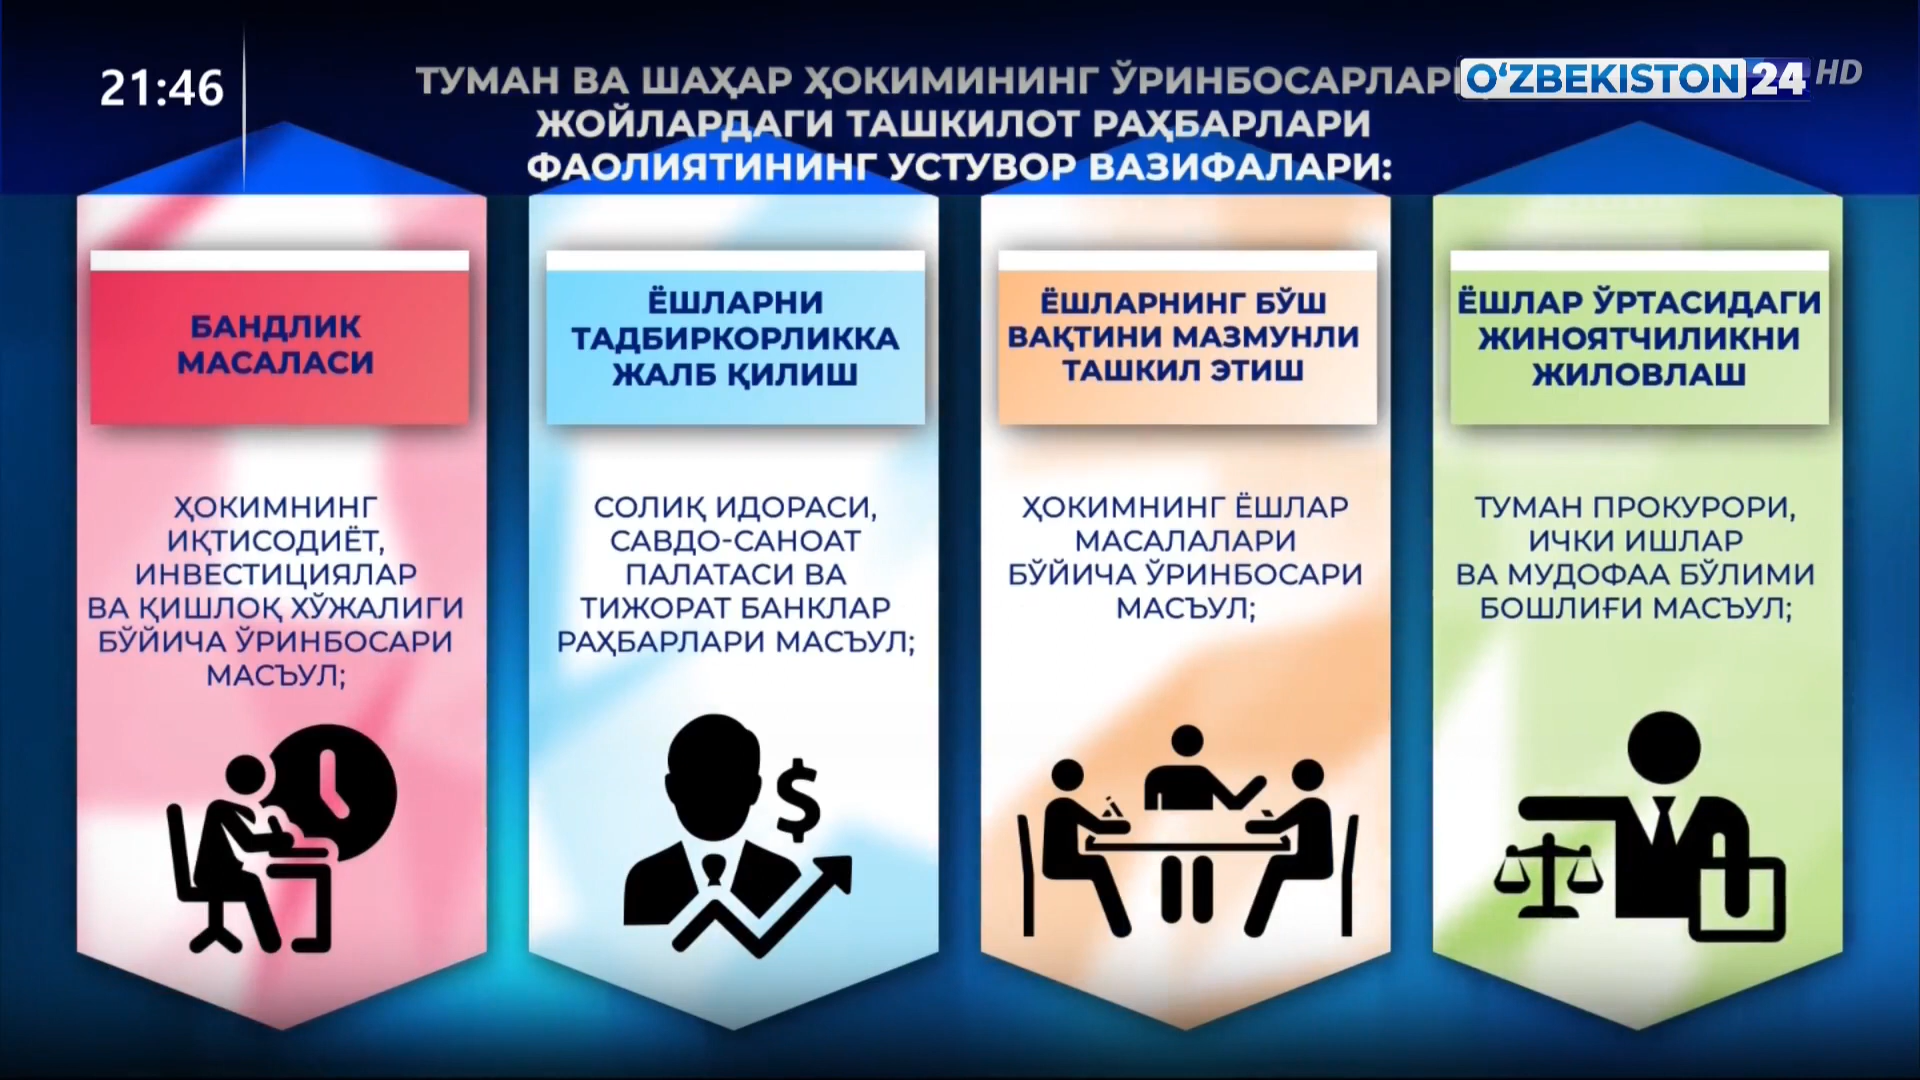 21:46
ТУМАН ВА ШАҲАР ҲОКИМИНИНГ ЎРИНБОСАРЛАРИ,
O‘ZBEKISTON 24 HD
ЖОЙЛАРДАГИ ТАШКИЛОТ РАҲБАРЛАРИ
ФАОЛИЯТИНИНГ УСТУВОР ВАЗИФАЛАРИ:
БАНДЛИК
МАСАЛАСИ
ҲОКИМНИНГ
ИҚТИСОДИЁТ,
ИНВЕСТИЦИЯЛАР
ВА ҚИШЛОҚ ХЎЖАЛИГИ
БЎЙИЧА ЎРИНБОСАРИ
МАСЪУЛ;
ЁШЛАРНИ
ТАДБИРКОРЛИККА
ЖАЛБ ҚИЛИШ
СОЛИҚ ИДОРАСИ,
САВДО-САНОАТ
ПАЛАТАСИ ВА
ТИЖОРАТ БАНКЛАР
РАҲБАРЛАРИ МАСЪУЛ;
$
ЁШЛАРНИНГ БЎШ
ВАҚТИНИ МАЗМУНЛИ
ТАШКИЛ ЭТИШ
ҲОКИМНИНГ ЁШЛАР
МАСАЛАЛАРИ
БЎЙИЧА ЎРИНБОСАРИ
МАСЪУЛ;
ЁШЛАР ЎРТАСИДАГИ
ЖИНОЯТЧИЛИКНИ
ЖИЛОВЛАШ
ТУМАН ПРОКУРОРИ,
ИЧКИ ИШЛАР
ВА МУДОФАА БЎЛИМИ
БОШЛИҒИ МАСЪУЛ;